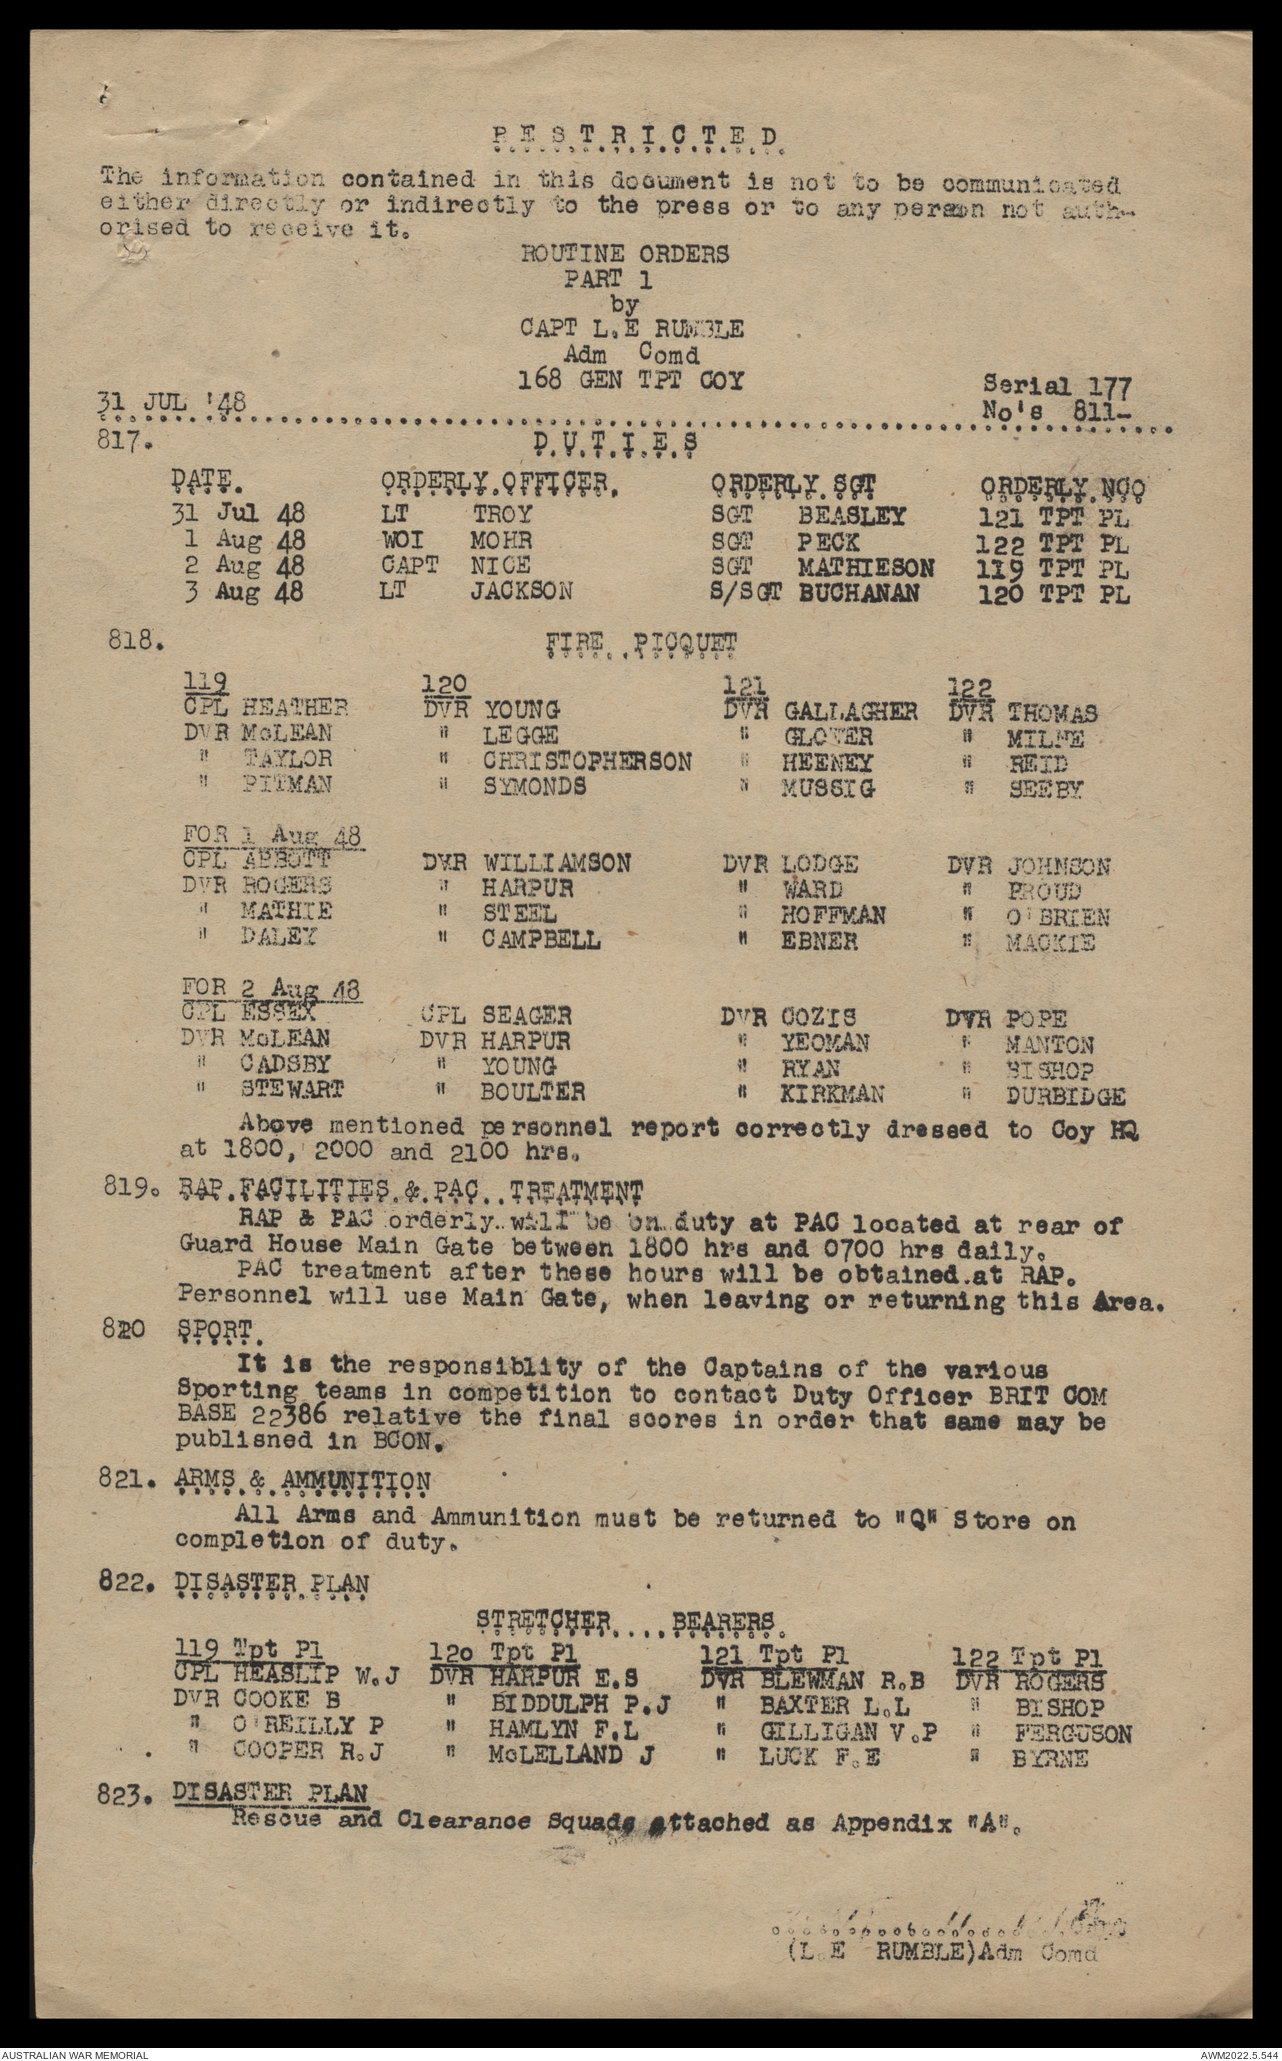 R E S T R I C T E D
The information contained in this document is not to be communicated
either directly or indirectly to the press or to any person not auth-
orised to receive it.
ROUTINE ORDERS
PART 1
by
CAPT L.E RUMBLE
Adm Comd
168 GEN TPT COY
Serial 177
31 JUL '48
No's 811-
817. D.U.T.I.E.S
DATE. ORDERLY OFFICER. ORDERLY SGT ORDERLY NCO
31 Jul 48 LT TROY SGT BEASLEY 121 TPT PL
1 Aug 48 WOI MOHR SGT PECK 122 TPT PL
2 Aug 48 CAPT NICE SGT MATHIESON 119 TPT PL
3 Aug 48 LT JACKSON S/SGT BUCHANAN 120 TPT PL
818. FIRE PICQUET
119 120 121 122
CPL HEATHER DVR YOUNG DVR GALLAGHER DVR THOMAS
DVR McLEAN " LEGGE " GLOVER " MILNE
" TAYLOR " CHRISTOPHERSON " HEENEY " REID
" PITMAN " SYMONDS " MUSSIG " SEEBY
FOR 1 Aug 48
CPL ABBOTT DVR WILLIAMSON DVR LODGE DVR JOHNSON
DVR ROGERS " HARPUR " WARD " PROUD
" MATHIE " STEEL " HOFFMAN " O'BRIEN
" DALEY " CAMPBELL " EBNER " MACKIE
FOR 2 Aug 48
CPL ESSEX CPL SEAGER DVR COZIS DVR POPE
DVR McLEAN DVR HARPUR " YEOMAN " MANTON
" CADSBY " YOUNG " RYAN " BISHOP
" STEWART " BOULTER " KIRKMAN " DURBIDGE
Above mentioned personnel report correctly dressed to Coy HQ
at 1800, 2000 and 2100 hrs.
819. RAP FACILITIES & PAC TREATMENT
RAP & PAC orderly will be on duty at PAC located at rear of
Guard House Main Gate between 1800 hrs and 0700 hrs daily.
PAC treatment after these hours will be obtained.at RAP.
Personnel will use Main Gate, when leaving or returning this Area.
820 SPORT.
It is the responsiblity of the Captains of the various
Sporting teams in competition to contact Duty Officer BRIT COM
BASE 22386 relative the final scores in order that same may be
publisned in BCON.
821. ARMS & AMMUNITION
All Arms and Ammunition must be returned to "Q" Store on
completion of duty.
822. DISASTER PLAN
STRETCHER....BEARERS.
119 Tpt Pl 120 Tpt Pl 121 Tpt Pl 122 Tpt Pl
CPL HEASLIP W.J DVR HARPUR E.S DVR BLEWMAN R.B DVR ROGERS
DVR COOKE B " BIDDULPH P.J " BAXTER L.L " BISHOP
" O'REILLY P " HAMLYN F.L " GILLIGAN V.P " FERGUSON
" COOPER R.J " McLELLAND J " LUCK F.E " BYRNE
823. DISASTER PLAN
Rescue and Clearance Squads attached as Appendix "A".
(L.E RUMBLE)Adm Comd
AUSTRALIAN WAR MEMORIAL
AWM2022.5.544